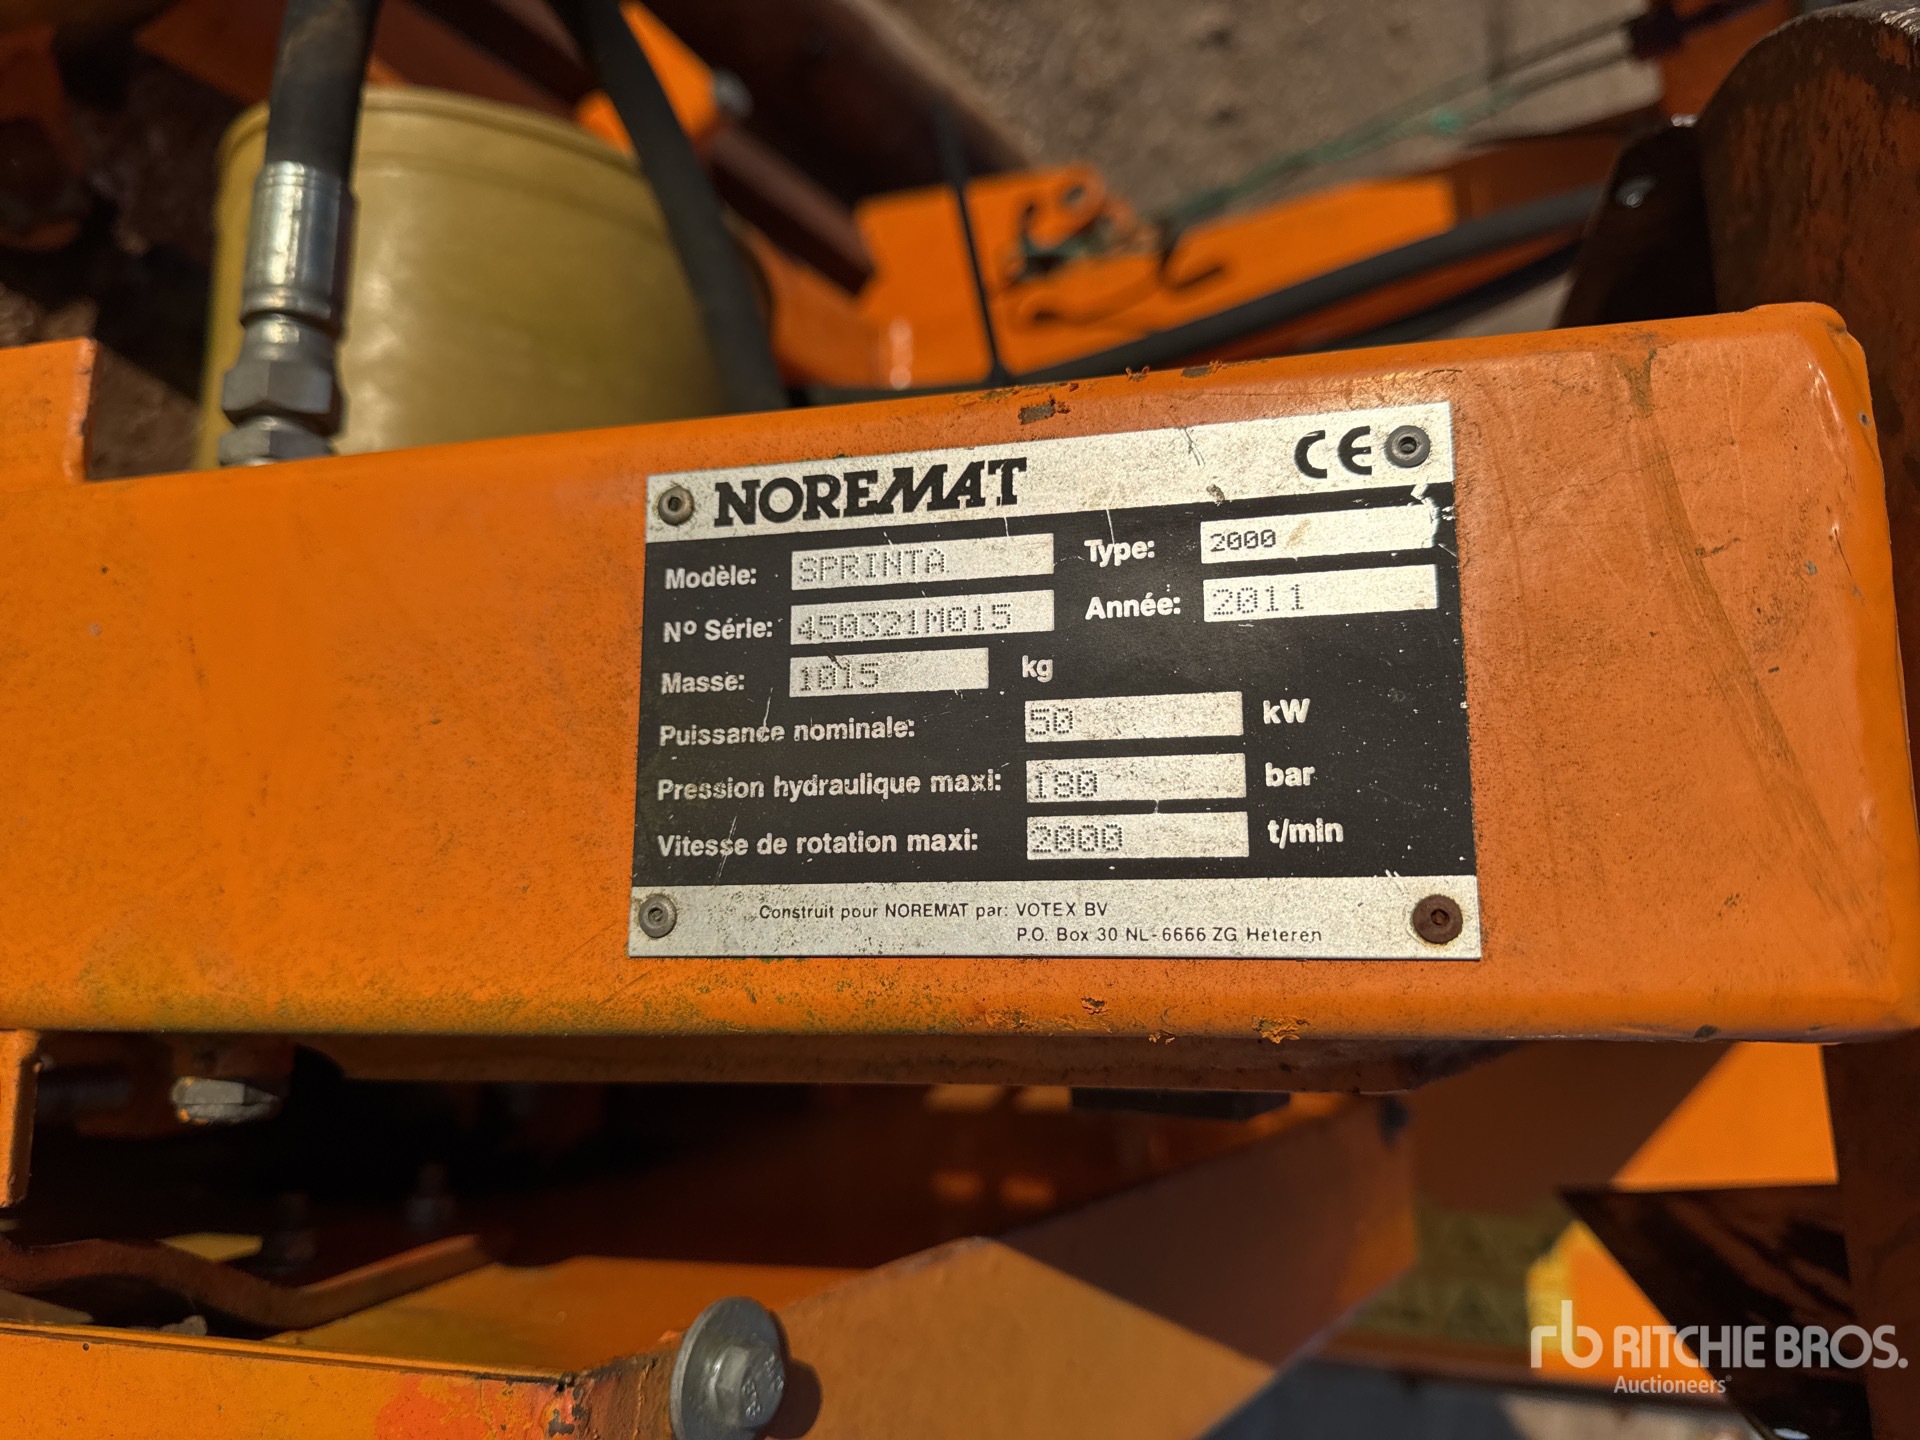 NOREMAT CE
Modèle: SPRINTA Type: 2000
Nº Série: 450321M015 Année: 2011
Masse: 1015 kg
Puissance nominale: 50 kW
Pression hydraulique maxi: 180 bar
Vitesse de rotation maxi: 2000 t/min
Construit pour NOREMAT par: VOTEX BV
P.O. Box 30 NL-6666 ZG Heteren
rb RITCHIE BROS.
Auctioneers